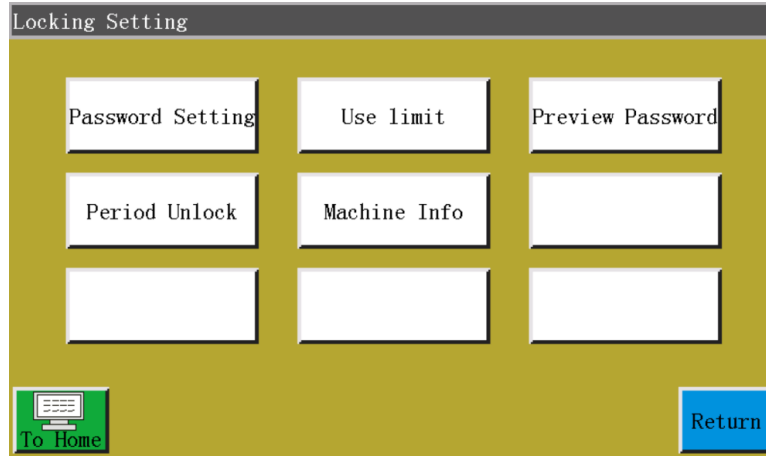 Locking Setting
Password Setting
Use limit
Preview Password
Period Unlock
Machine Info
To Home
Return